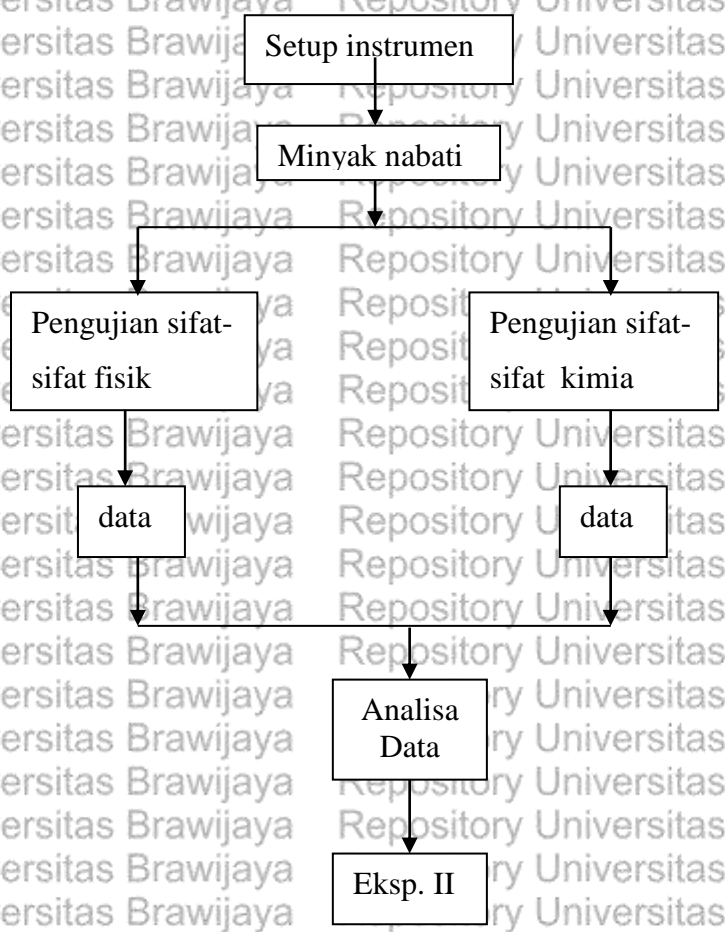 Setup instrumen
Minyak nabati
Pengujian sifat-
sifat fisik
Pengujian sifat-
sifat kimia
data
data
Analisa
Data
Eksp. II